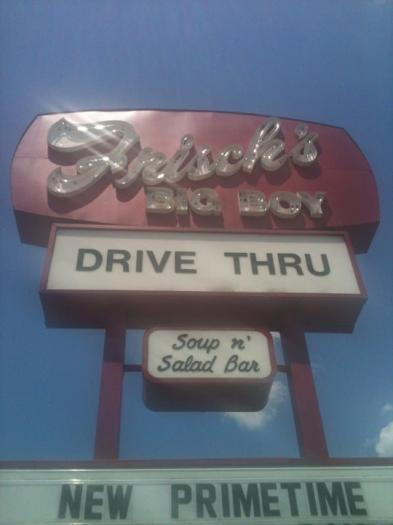 Frisch's
BIG BOY
DRIVE THRU
Soup n'
Salad Bar
NEW PRIMETIME